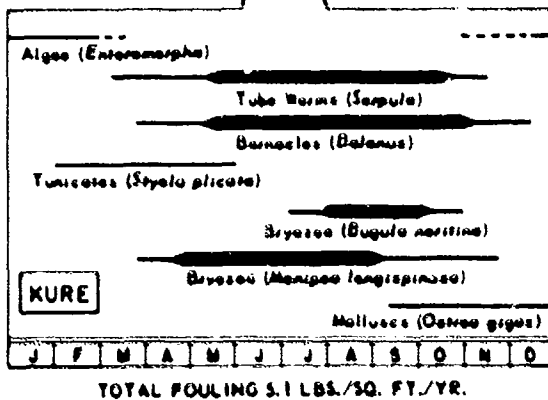 Algae (Enteromorpha)
Tube Worms (Serpula)
Barnacles (Balanus)
Tunicates (Styela plicata)
Bryozoa (Bugula neritina)
Bryozoa (Menipea longispinosa)
KURE
Molluscs (Ostrea gigas)
J F M A M J J A S O N D
TOTAL FOULING 5.1 LBS./SQ. FT./YR.